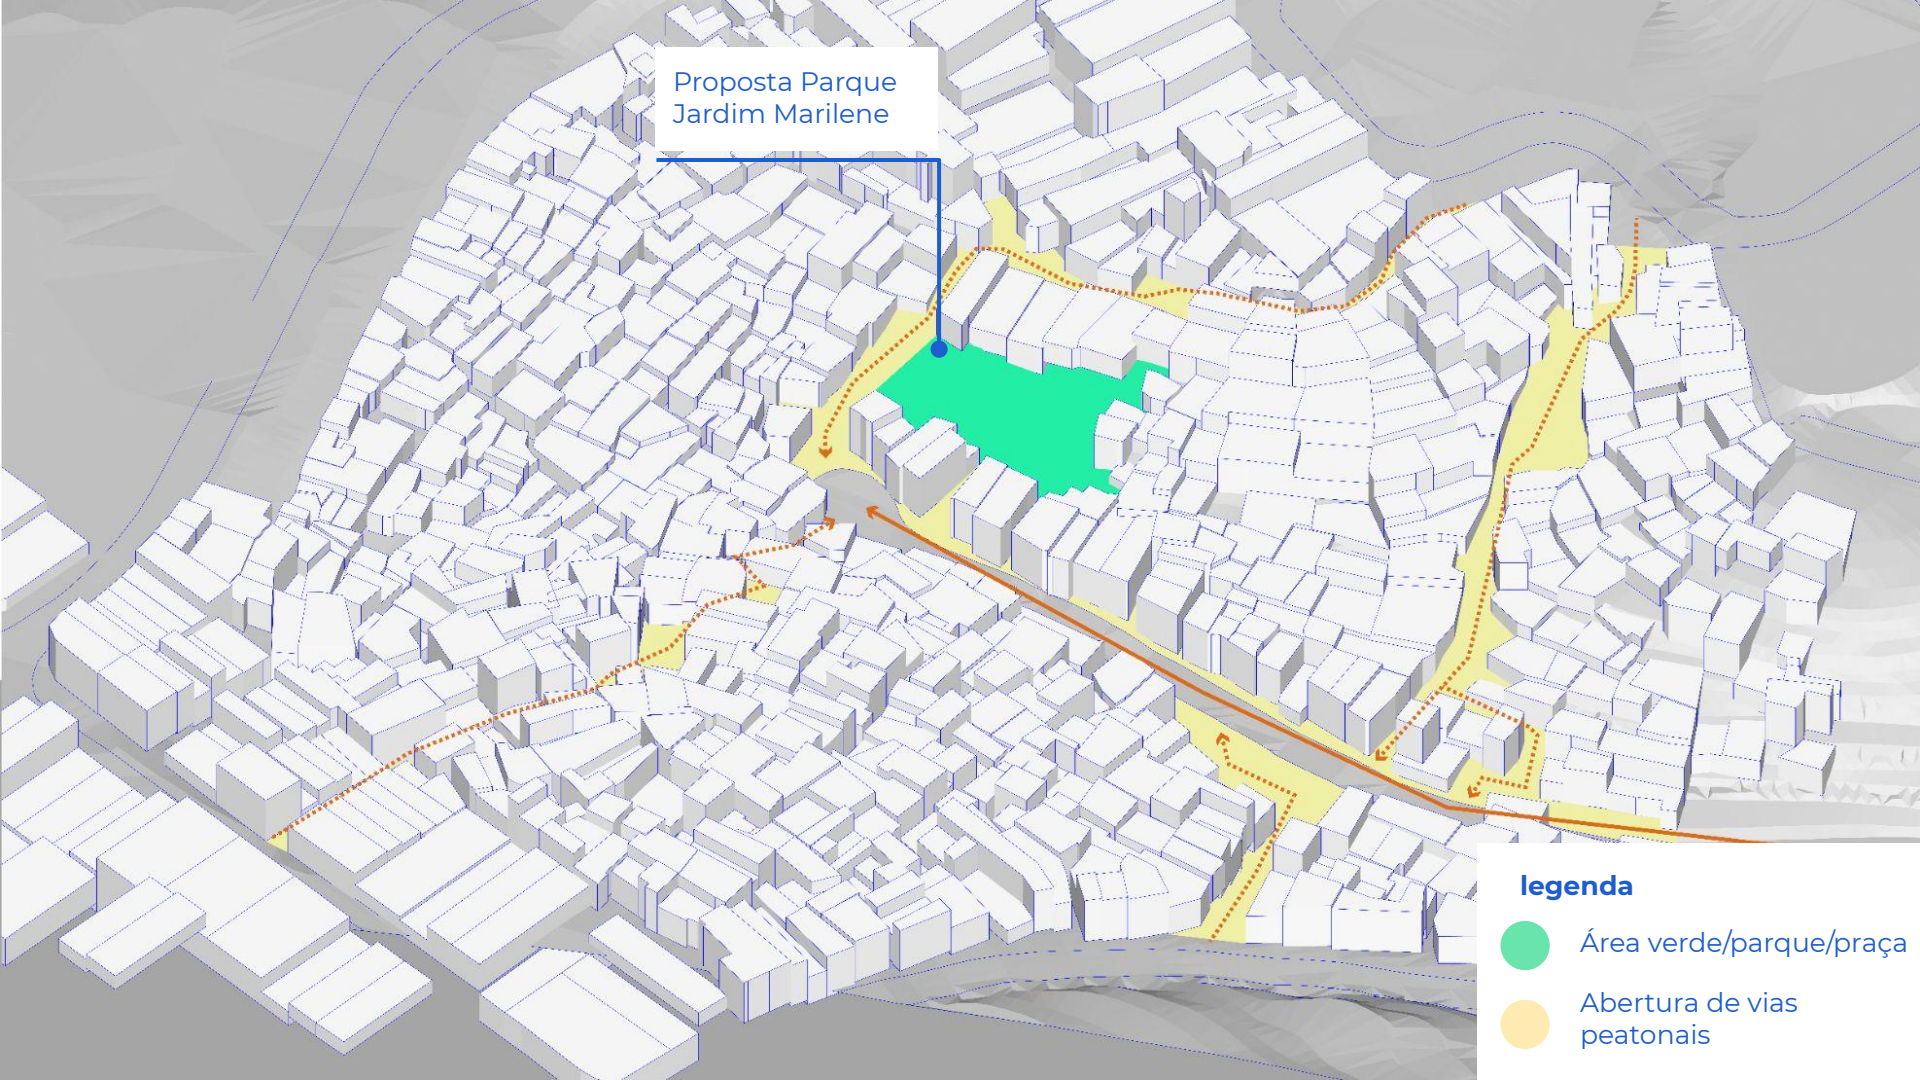 Proposta Parque
Jardim Marilene
legenda
Área verde/parque/praça
Abertura de vias
peatonais